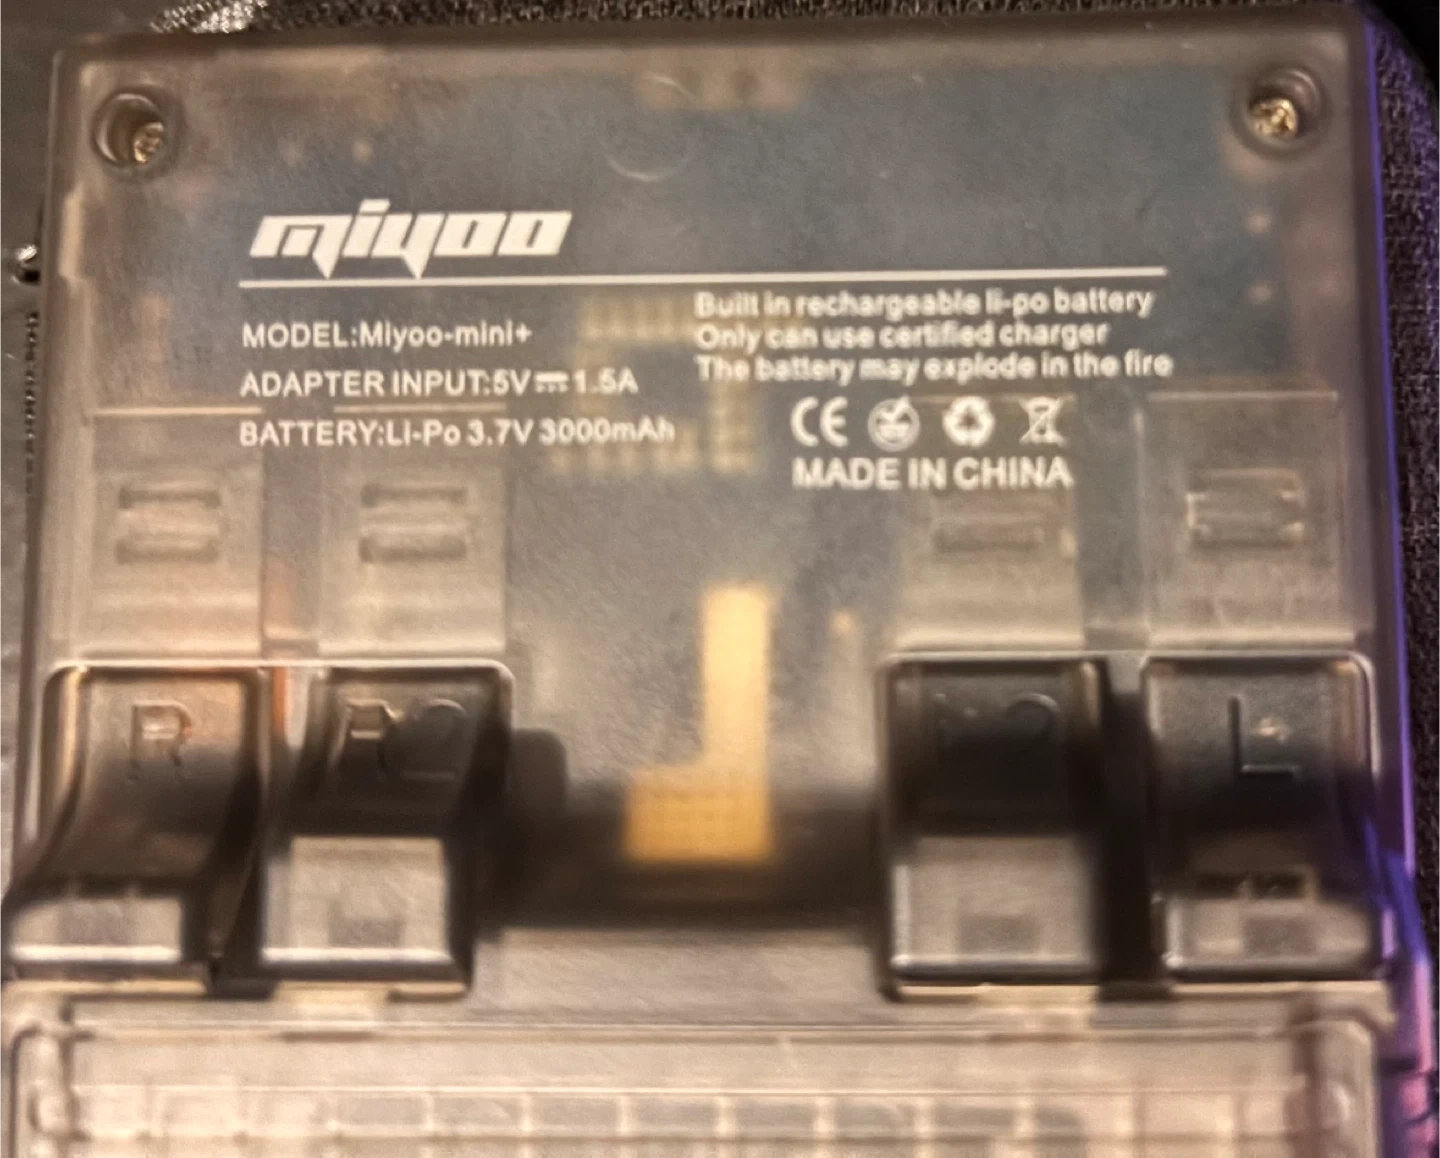 miyoo
MODEL:Miyoo-mini+
ADAPTER INPUT:5V⎓1.5A
BATTERY:Li-Po 3.7V 3000mAh
Built in rechargeable li-po battery
Only can use certified charger
The battery may explode in the fire
CE
MADE IN CHINA
R
R2
L